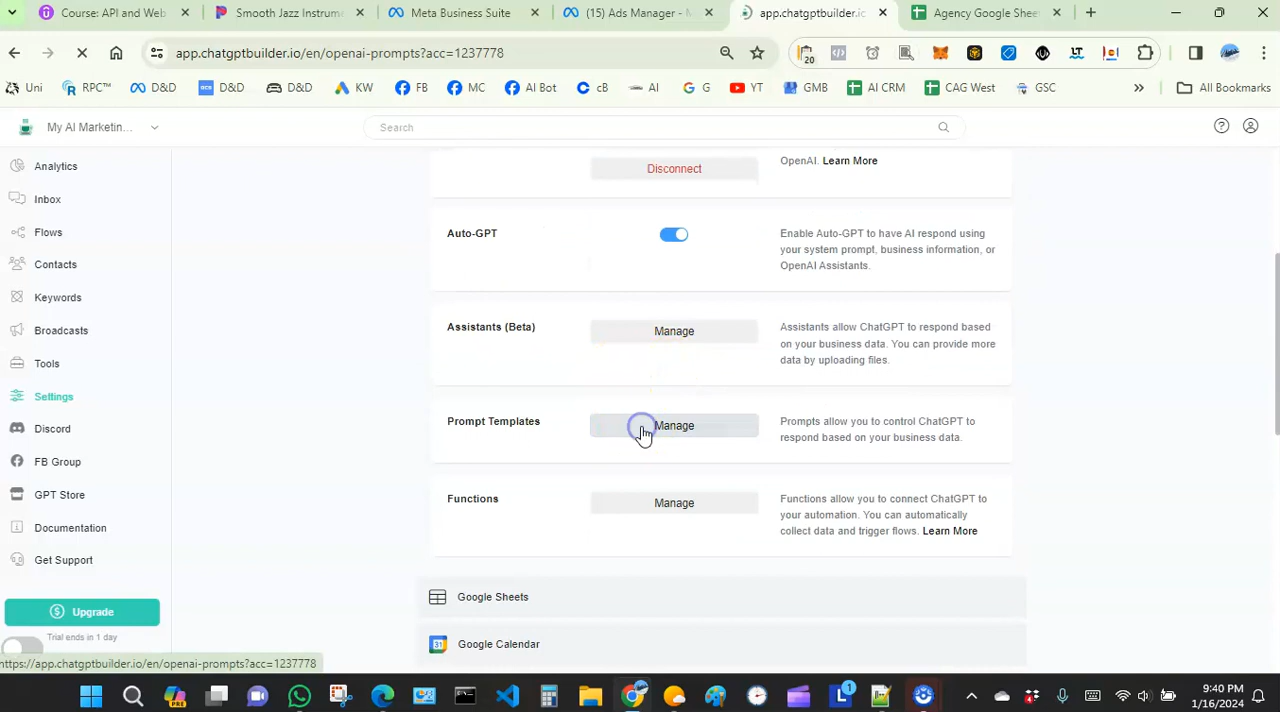 API and Web
Smooth Jazz Instrum
Meta Business Suite
(15) Ads Manager - M
app.chatgptbuilder.ic
Agency Google Shee
app.chatgptbuilder.io/en/openai-prompts?acc=1237778
20
LT
Uni
RPC™
D&D
D&D
D&D
KW
FB
MC
AI Bot
cB
AI
G
YT
GMB
AI CRM
CAG West
GSC
All Bookmarks
My AI Marketin...
Search
Analytics
Inbox
Flows
Contacts
Keywords
Broadcasts
Tools
Settings
Discord
FB Group
GPT Store
Documentation
Get Support
Upgrade
Trial ends in 1 day
Disconnect
OpenAI. Learn More
Auto-GPT
Enable Auto-GPT to have AI respond using
your system prompt, business information, or
OpenAI Assistants.
Assistants (Beta)
Manage
Assistants allow ChatGPT to respond based
on your business data. You can provide more
data by uploading files.
Prompt Templates
Manage
Prompts allow you to control ChatGPT to
respond based on your business data.
Functions
Manage
Functions allow you to connect ChatGPT to
your automation. You can automatically
collect data and trigger flows. Learn More
Google Sheets
31
Google Calendar
https://app.chatgptbuilder.io/en/openai-prompts?acc=1237778
PRE
1
9:40 PM
1/16/2024